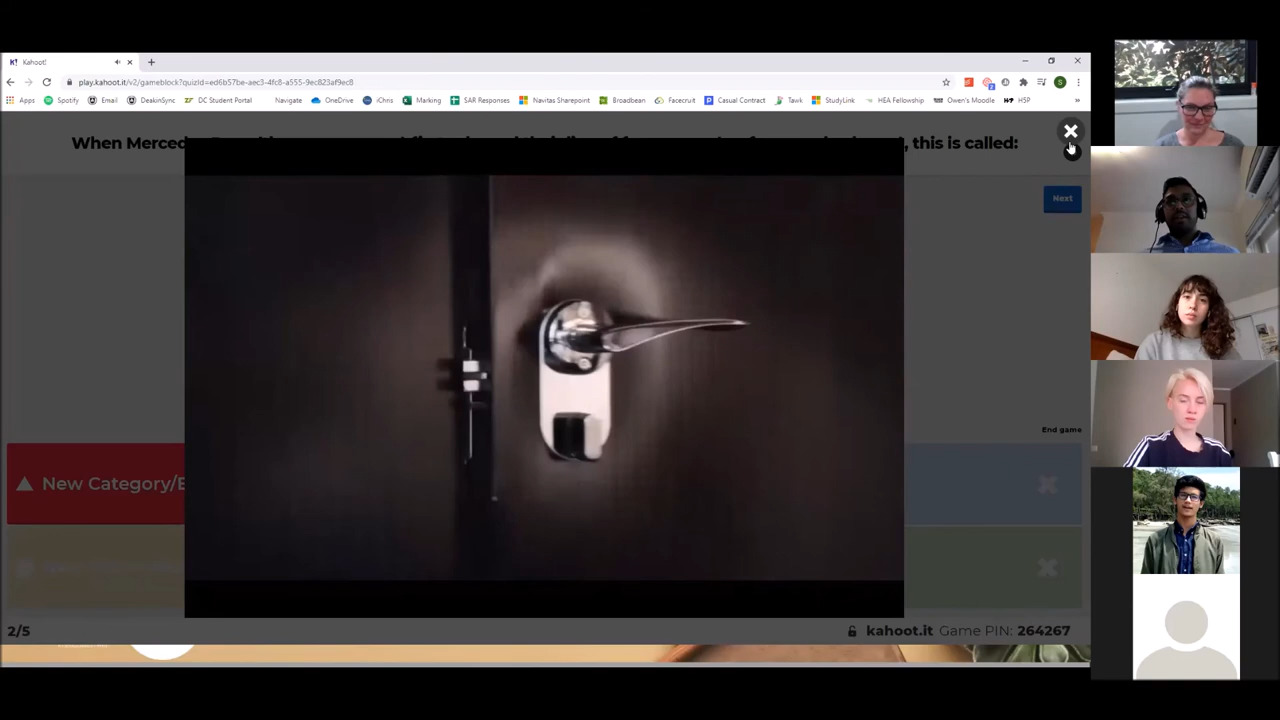 Kahoot!
play.kahoot.it/v2/gameblock?quizId=ed6b57be-aec3-4fc8-a555-9ec823af9ec8
Apps Spotify Email DeakinSync DC Student Portal Navigate OneDrive iChris Marking SAR Responses Navitas Sharepoint Broadbean Facecruit Casual Contract Tawk StudyLink HEA Fellowship Owen's Moodle H5P »
When Merced , this is called:
Next
End game
New Category/B
2/5
kahoot.it Game PIN: 264267